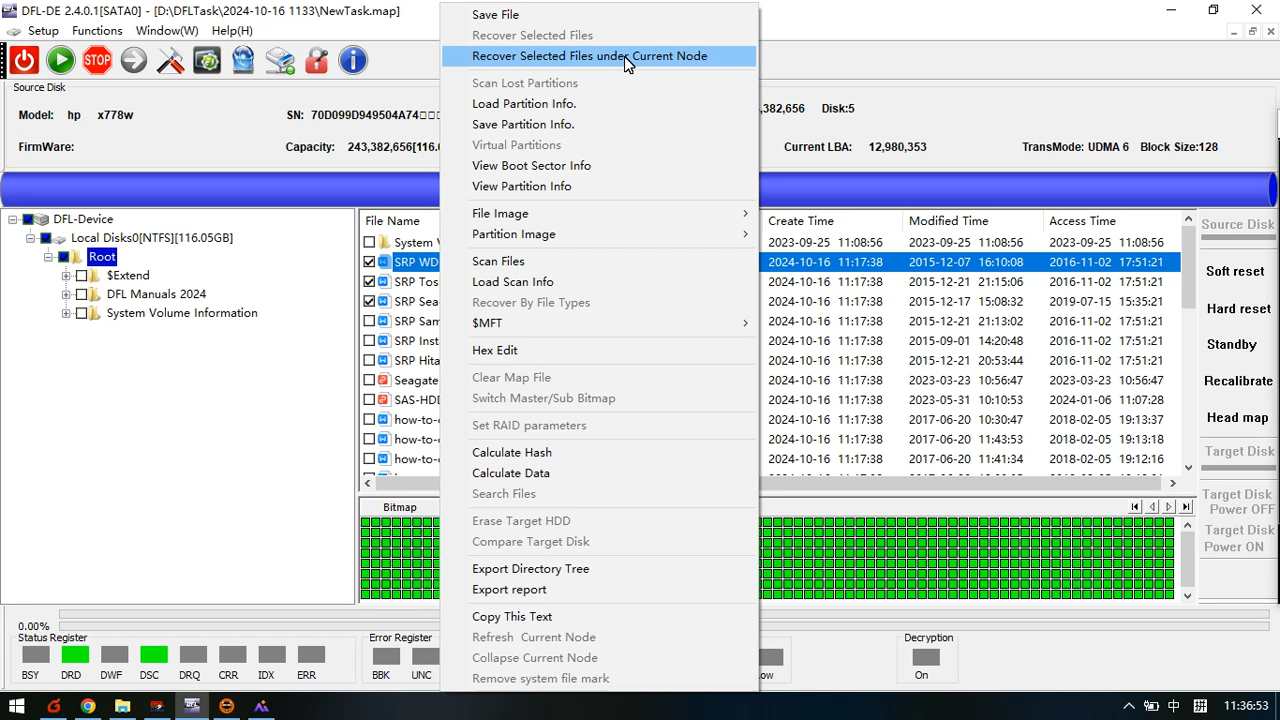 DFL-DE 2.4.0.1[SATA0] - [D:\DFLTask\2024-10-16 1133\NewTask.map]
Setup Functions Window(W) Help(H)
STOP
Source Disk
Model: hp x778w
SN: 70D099D949504A74□□
382,656 Disk:5
FirmWare:
Capacity: 243,382,656[116.0
Current LBA: 12,980,353
TransMode: UDMA 6 Block Size:128
DFL-Device
Local Disks0[NTFS][116.05GB]
Root
$Extend
DFL Manuals 2024
System Volume Information
File Name
System V
SRP WD
SRP Tos
SRP Sea
SRP Sam
SRP Inst
SRP Hita
Seagate
SAS-HDD
how-to-
how-to-
how-to-
Save File
Recover Selected Files
Recover Selected Files under Current Node
Scan Lost Partitions
Load Partition Info.
Save Partition Info.
Virtual Partitions
View Boot Sector Info
View Partition Info
File Image
Partition Image
Scan Files
Load Scan Info
Recover By File Types
$MFT
Hex Edit
Clear Map File
Switch Master/Sub Bitmap
Set RAID parameters
Calculate Hash
Calculate Data
Search Files
Erase Target HDD
Compare Target Disk
Export Directory Tree
Export report
Copy This Text
Refresh Current Node
Collapse Current Node
Remove system file mark
Create Time Modified Time Access Time
2023-09-25 11:08:56 2023-09-25 11:08:56 2023-09-25 11:08:56
2024-10-16 11:17:38 2015-12-07 16:10:08 2016-11-02 17:51:21
2024-10-16 11:17:38 2015-12-21 21:15:06 2016-11-02 17:51:21
2024-10-16 11:17:38 2015-12-17 15:08:32 2019-07-15 15:35:21
2024-10-16 11:17:38 2015-12-21 21:13:02 2016-11-02 17:51:21
2024-10-16 11:17:38 2015-09-01 14:20:48 2016-11-02 17:51:21
2024-10-16 11:17:38 2015-12-21 20:53:44 2016-11-02 17:51:21
2024-10-16 11:17:38 2023-03-23 10:56:47 2024-03-23 10:56:47
2024-10-16 11:17:38 2023-05-31 10:10:53 2024-01-06 11:07:28
2024-10-16 11:17:38 2017-06-20 10:30:47 2018-02-05 19:13:37
2024-10-16 11:17:38 2017-06-20 11:43:53 2018-02-05 19:13:18
2024-10-16 11:17:38 2017-06-20 11:41:34 2018-02-05 19:12:16
Source Disk
Soft reset
Hard reset
Standby
Recalibrate
Head map
Target Disk
Target Disk
Power OFF
Target Disk
Power ON
Bitmap
0.00%
Status Register
BSY DRD DWF DSC DRQ CRR IDX ERR
Error Register
BBK UNC
ow
Decryption
On
中 拼 11:36:53